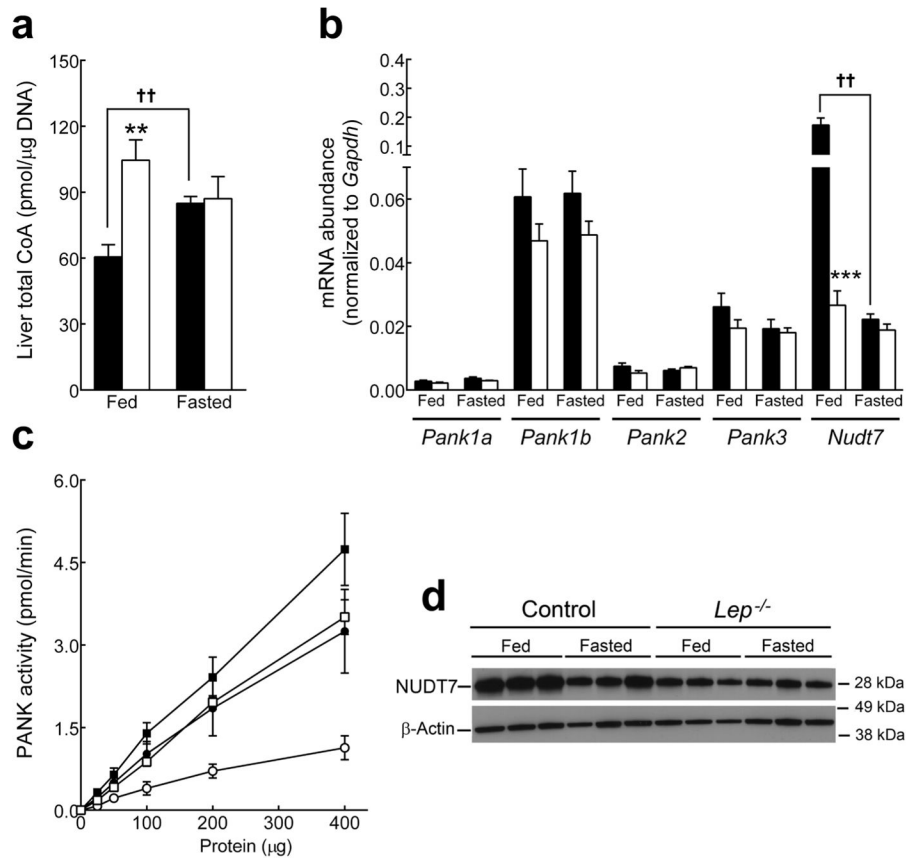 a
Liver total CoA (pmol/μg DNA)
150
120
90
60
30
0
††
**
Fed Fasted
b
mRNA abundance
(normalized to Gapdh)
0.4
0.3
0.2
0.1
0.06
0.04
0.02
0.00
††
***
Fed Fasted Fed Fasted Fed Fasted Fed Fasted Fed Fasted
Pank1a Pank1b Pank2 Pank3 Nudt7
c
PANK activity (pmol/min)
6.0
4.5
3.0
1.5
0.0
0 100 200 300 400
Protein (μg)
d
Control Lep-/-
Fed Fasted Fed Fasted
NUDT7 28 kDa
49 kDa
β-Actin
38 kDa